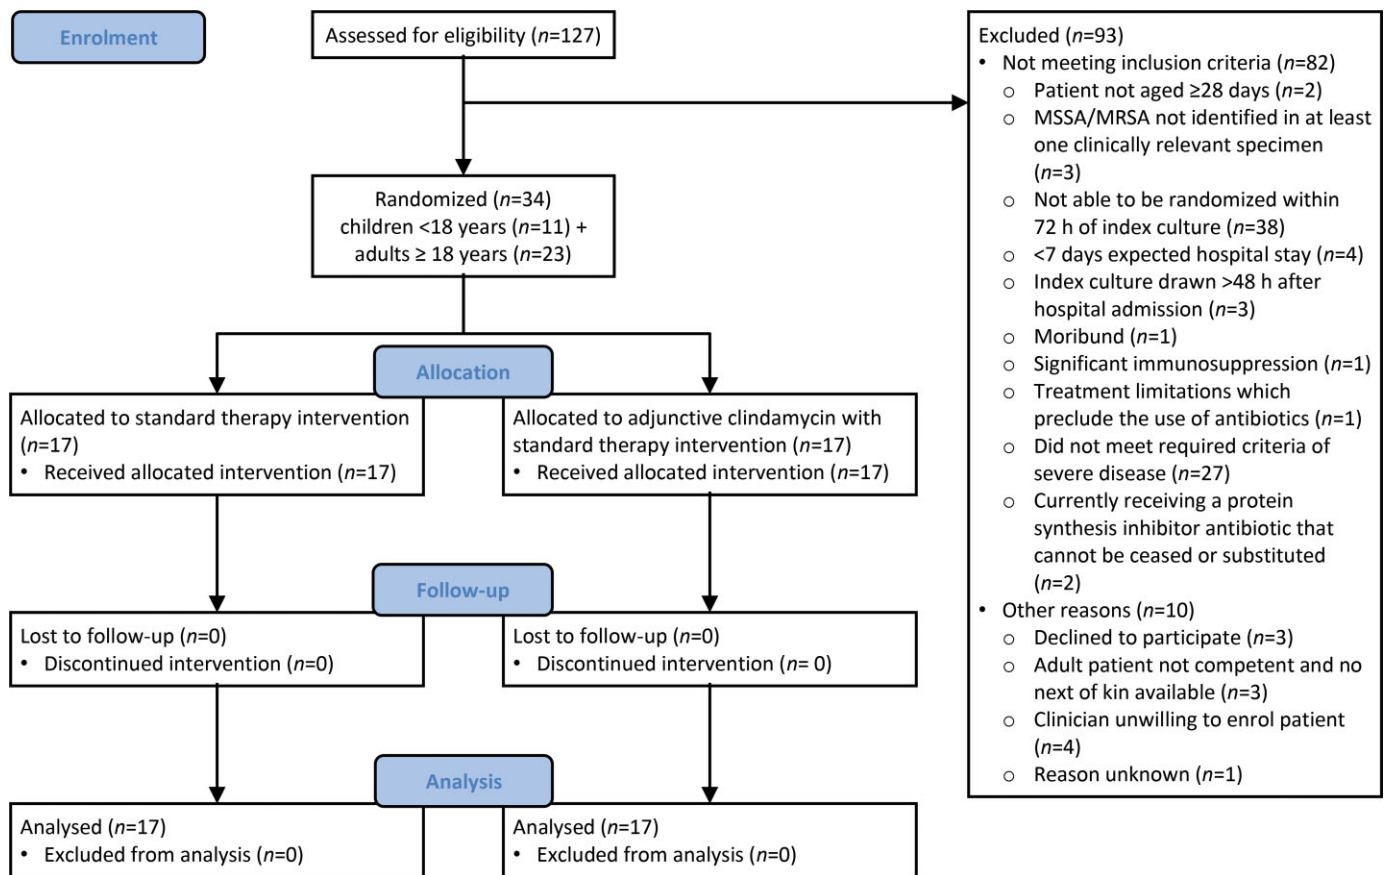 Enrolment
Assessed for eligibility (n=127)
Excluded (n=93)
• Not meeting inclusion criteria (n=82)
o Patient not aged ≥28 days (n=2)
o MSSA/MRSA not identified in at least
one clinically relevant specimen
(n=3)
o Not able to be randomized within
72 h of index culture (n=38)
o <7 days expected hospital stay (n=4)
o Index culture drawn >48 h after
hospital admission (n=3)
o Moribund (n=1)
o Significant immunosuppression (n=1)
o Treatment limitations which
preclude the use of antibiotics (n=1)
o Did not meet required criteria of
severe disease (n=27)
o Currently receiving a protein
synthesis inhibitor antibiotic that
cannot be ceased or substituted
(n=2)
• Other reasons (n=10)
o Declined to participate (n=3)
o Adult patient not competent and no
next of kin available (n=3)
o Clinician unwilling to enrol patient
(n=4)
o Reason unknown (n=1)
Randomized (n=34)
children <18 years (n=11) +
adults ≥ 18 years (n=23)
Allocation
Allocated to standard therapy intervention
(n=17)
• Received allocated intervention (n=17)
Allocated to adjunctive clindamycin with
standard therapy intervention (n=17)
• Received allocated intervention (n=17)
Follow-up
Lost to follow-up (n=0)
• Discontinued intervention (n=0)
Lost to follow-up (n=0)
• Discontinued intervention (n= 0)
Analysis
Analysed (n=17)
• Excluded from analysis (n=0)
Analysed (n=17)
• Excluded from analysis (n=0)